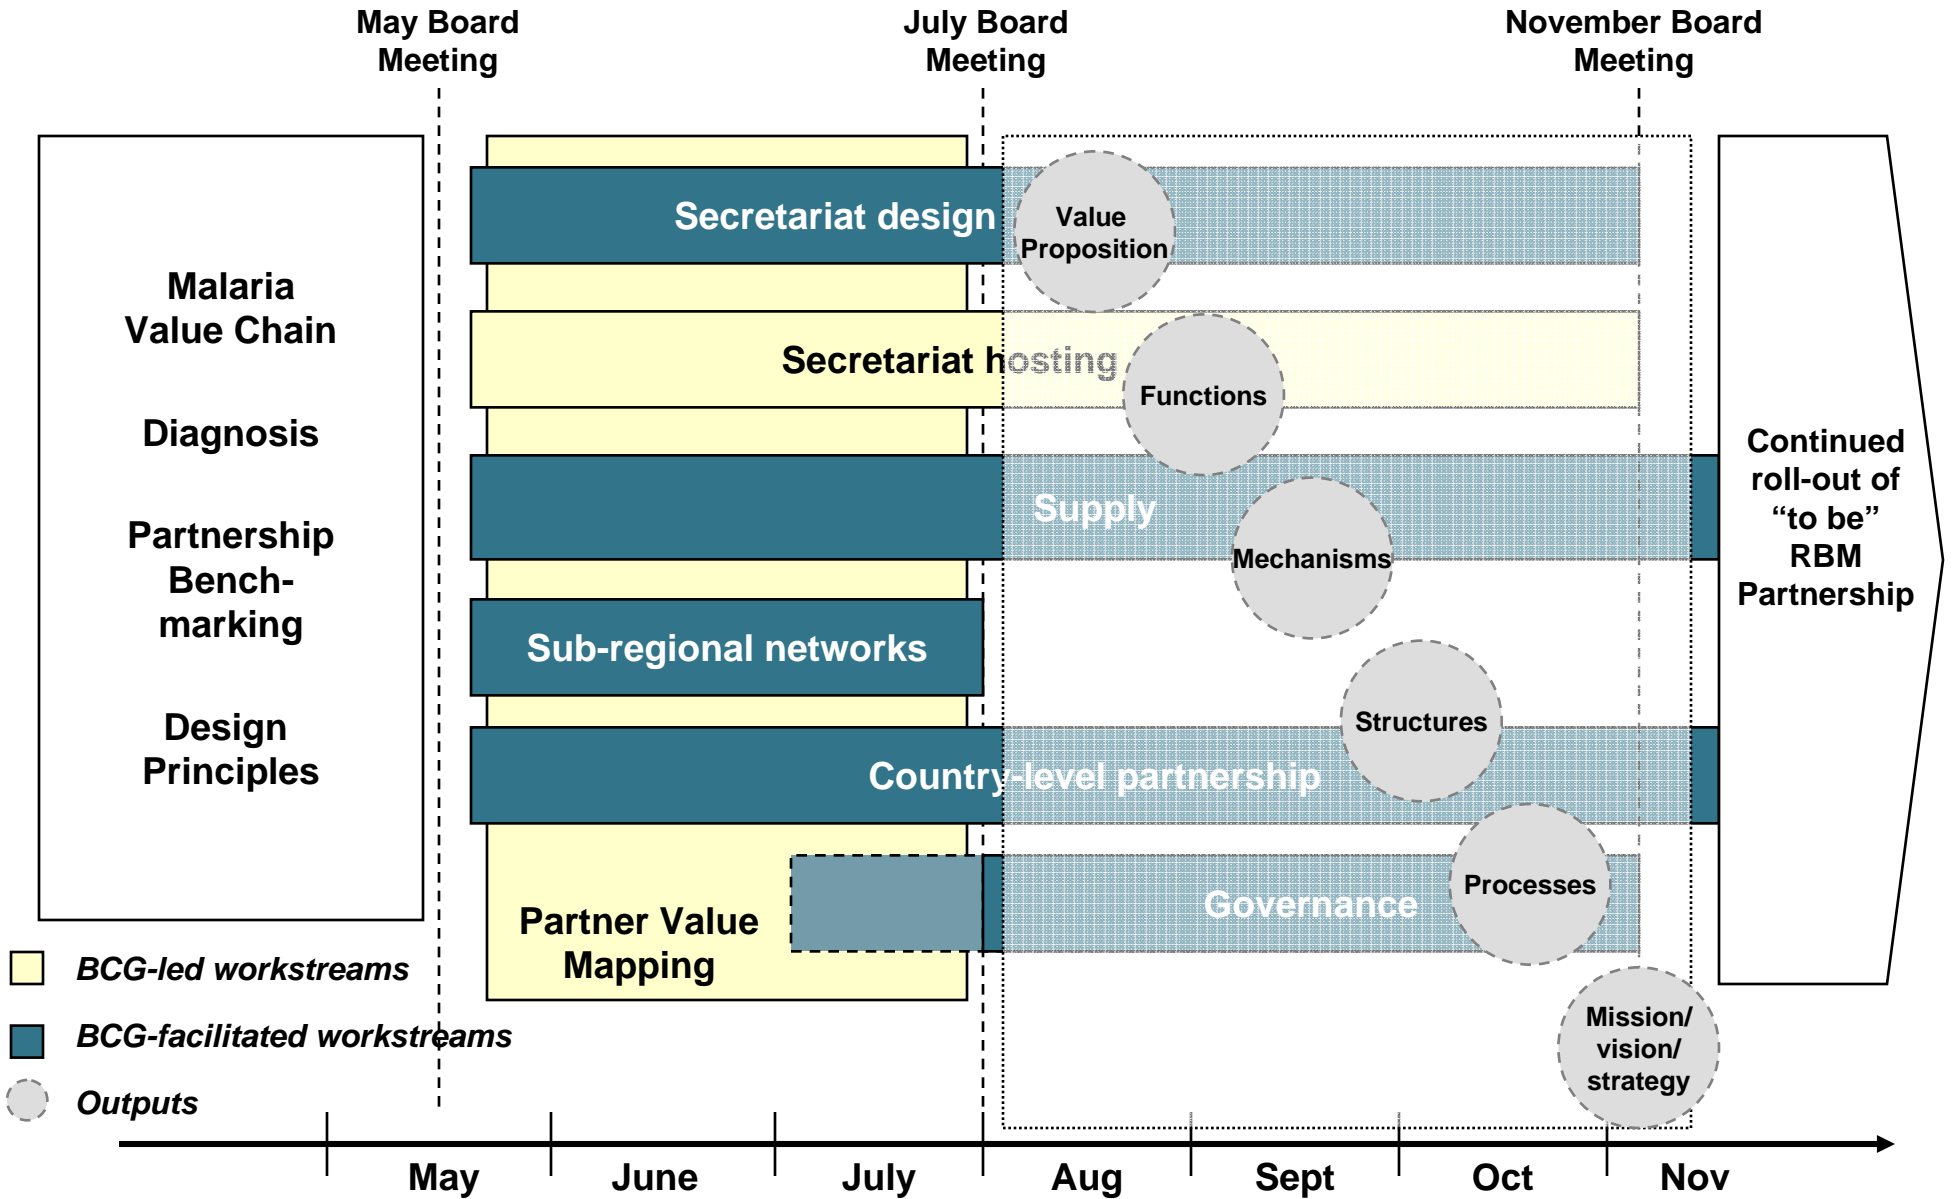 May Board
Meeting
July Board
Meeting
November Board
Meeting
Malaria
Value Chain
Diagnosis
Partnership
Bench-
marking
Design
Principles
Secretariat design
Value
Proposition
Secretariat hosting
Functions
Supply
Mechanisms
Sub-regional networks
Structures
Country-level partnership
Processes
Governance
Partner Value
Mapping
Mission/
vision/
strategy
Continued
roll-out of
“to be”
RBM
Partnership
BCG-led workstreams
BCG-facilitated workstreams
Outputs
May
June
July
Aug
Sept
Oct
Nov